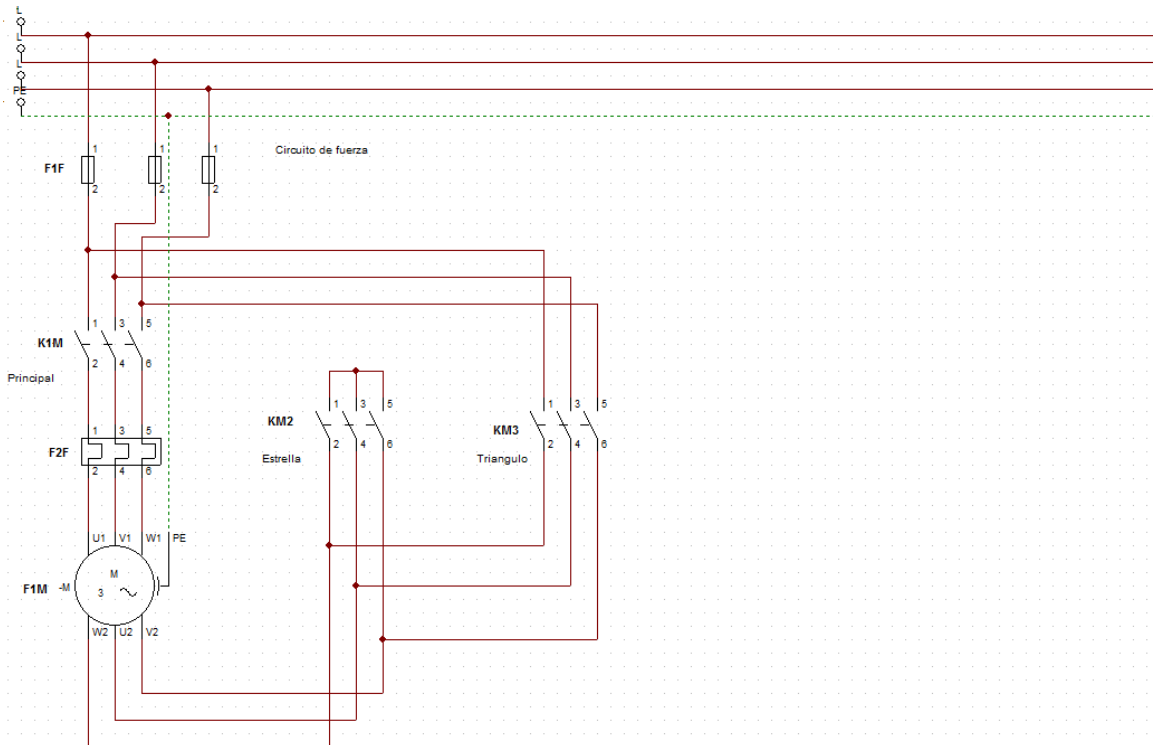 L
L
L
PE
1 1 1
F1F
2 2 2
Circuito de fuerza
1 3 5
K1M
2 4 6
Principal
1 3 5
KM2
2 4 6
Estrella
1 3 5
KM3
2 4 6
Triangulo
1 3 5
F2F
2 4 6
U1 V1 W1 PE
F1M -M
M
3
W2 U2 V2